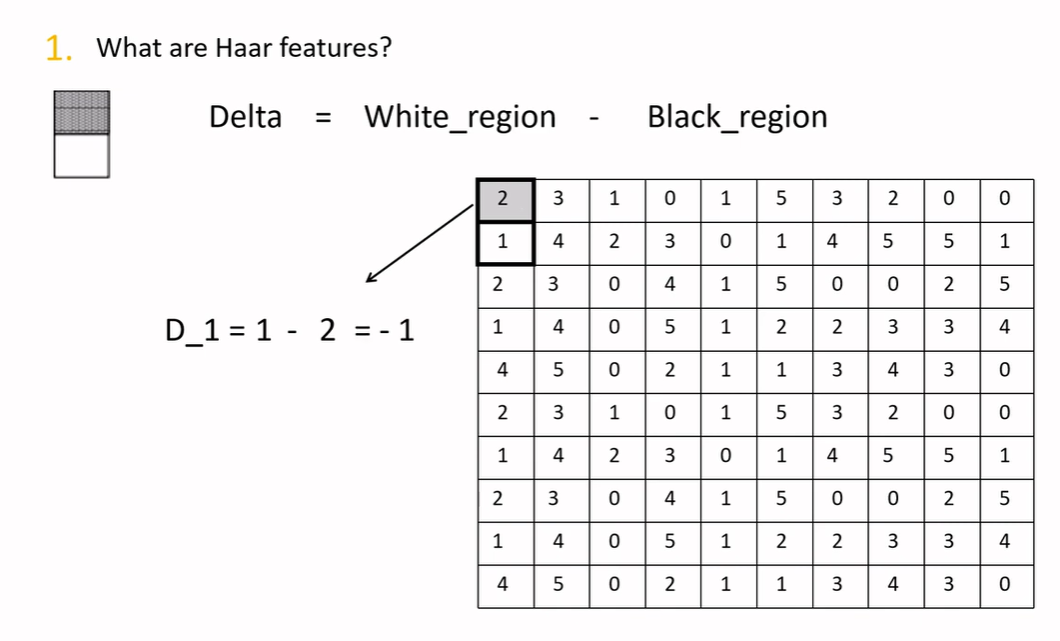 1. What are Haar features?
Delta = White_region - Black_region
2 3 1 0 1 5 3 2 0 0
1 4 2 3 0 1 4 5 5 1
2 3 0 4 1 5 0 0 2 5
D_1 = 1 - 2 = - 1
1 4 0 5 1 2 2 3 3 4
4 5 0 2 1 1 3 4 3 0
2 3 1 0 1 5 3 2 0 0
1 4 2 3 0 1 4 5 5 1
2 3 0 4 1 5 0 0 2 5
1 4 0 5 1 2 2 3 3 4
4 5 0 2 1 1 3 4 3 0